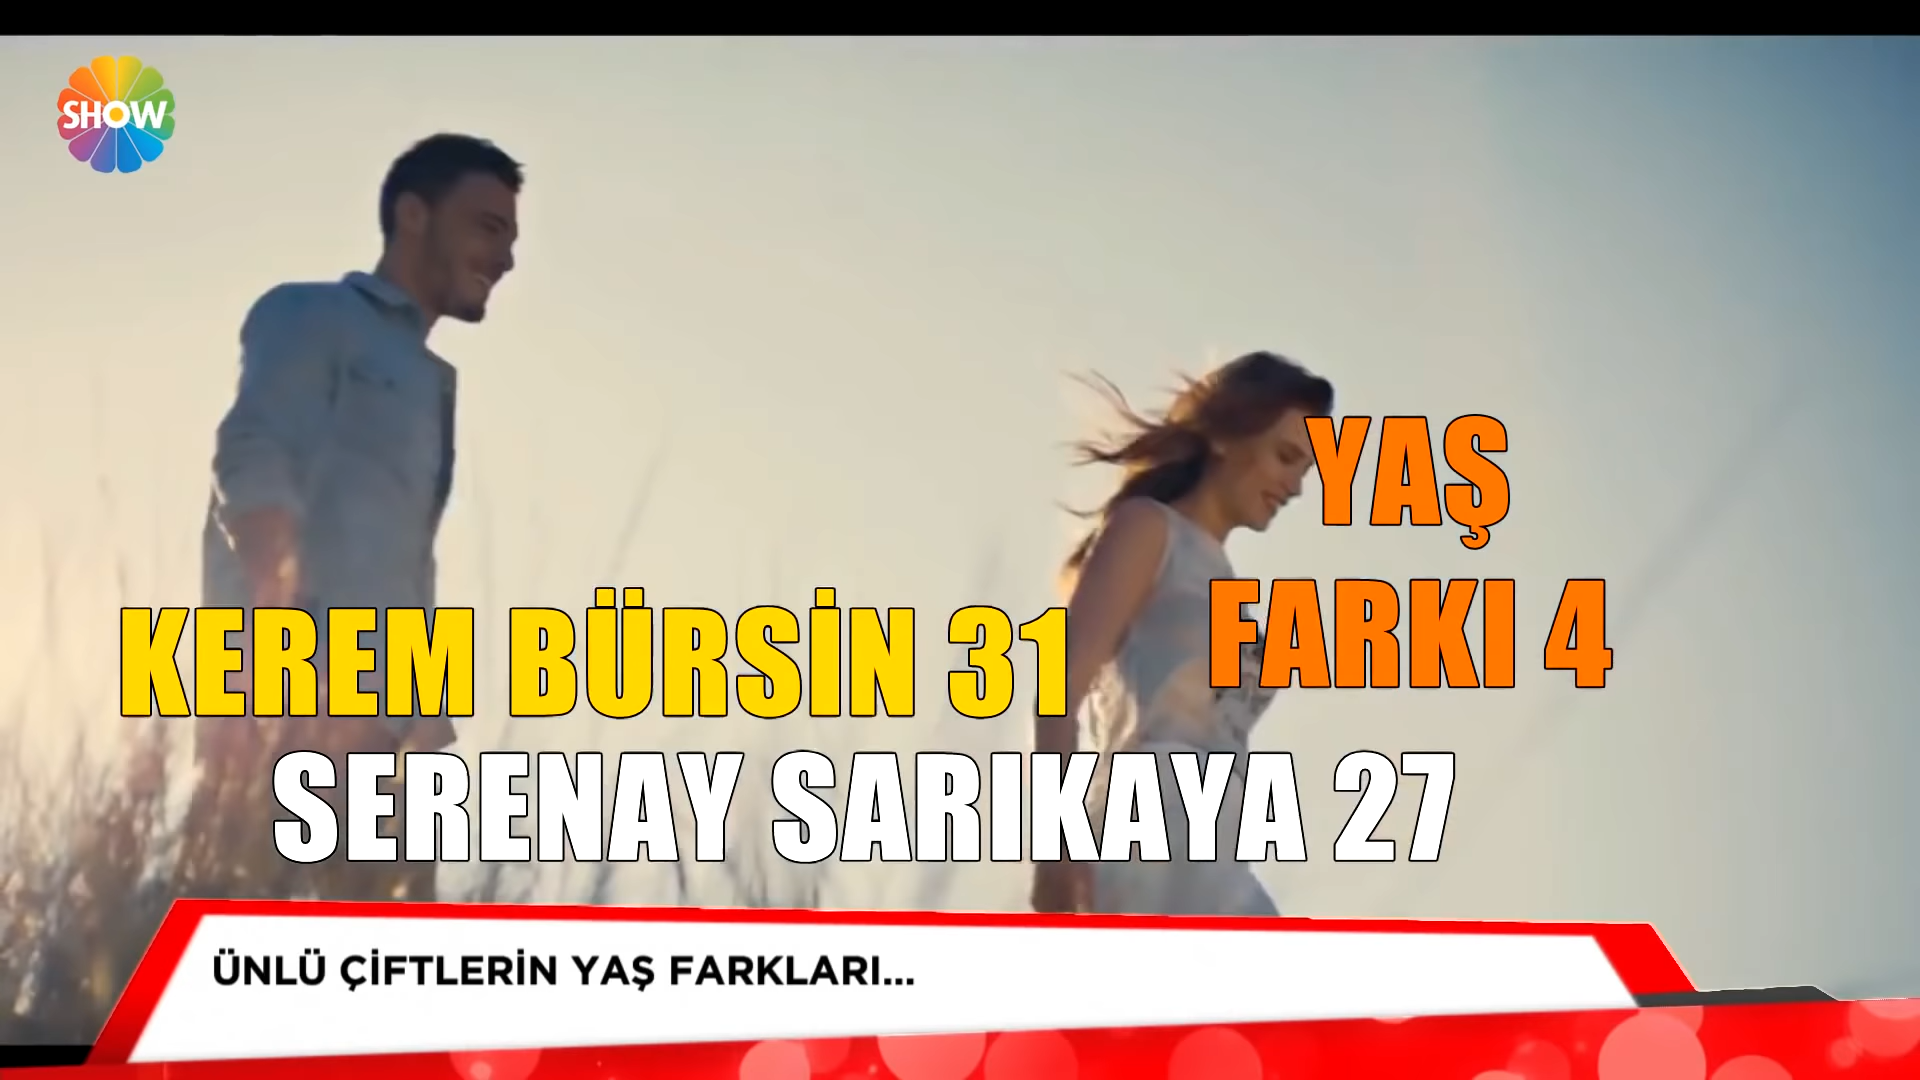 SHOW
YAŞ
FARKI 4
KEREM BÜRSİN 31
SERENAY SARIKAYA 27
ÜNLÜ ÇİFTLERİN YAŞ FARKLARI...